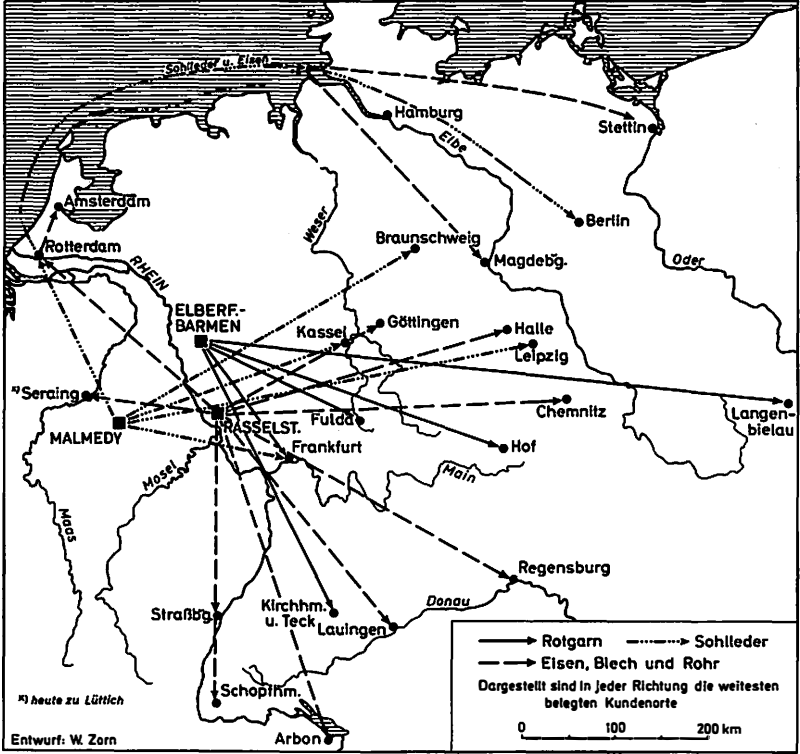 Sohlleder u. Eisen
Hamburg
Elbe
Stettin
Amsterdam
Weser
Berlin
Rotterdam
RHEIN
Braunschweig
Magdebg.
Oder
ELBERF.-
BARMEN
Göttingen
Kassel
Halle
Leipzig
*) Seraing
Chemnitz
Langen-
bielau
MALMEDY
RASSELST.
Fulda
Frankfurt
Hof
Mosel
Main
Maas
Regensburg
Straßbg.
Kirchhm.
u. Teck
Lauingen
Donau
Rotgarn
Sohlleder
Eisen, Blech und Rohr
Dargestellt sind in jeder Richtung die weitesten
belegten Kundenorte
0 100 200 km
*) heute zu Lüttich
Schopfhm.
Entwurf: W. Zorn
Arbon